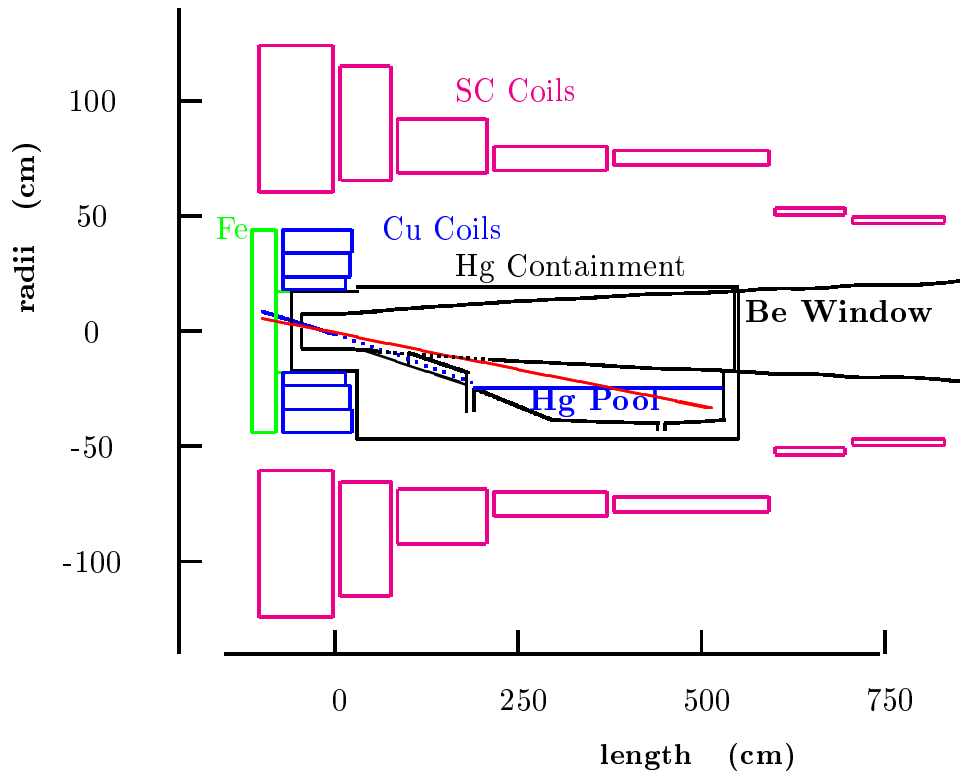 100
SC Coils
radii (cm)
50
Fe
Cu Coils
Hg Containment
0
Be Window
Hg Pool
-50
-100
0
250
500
750
length (cm)